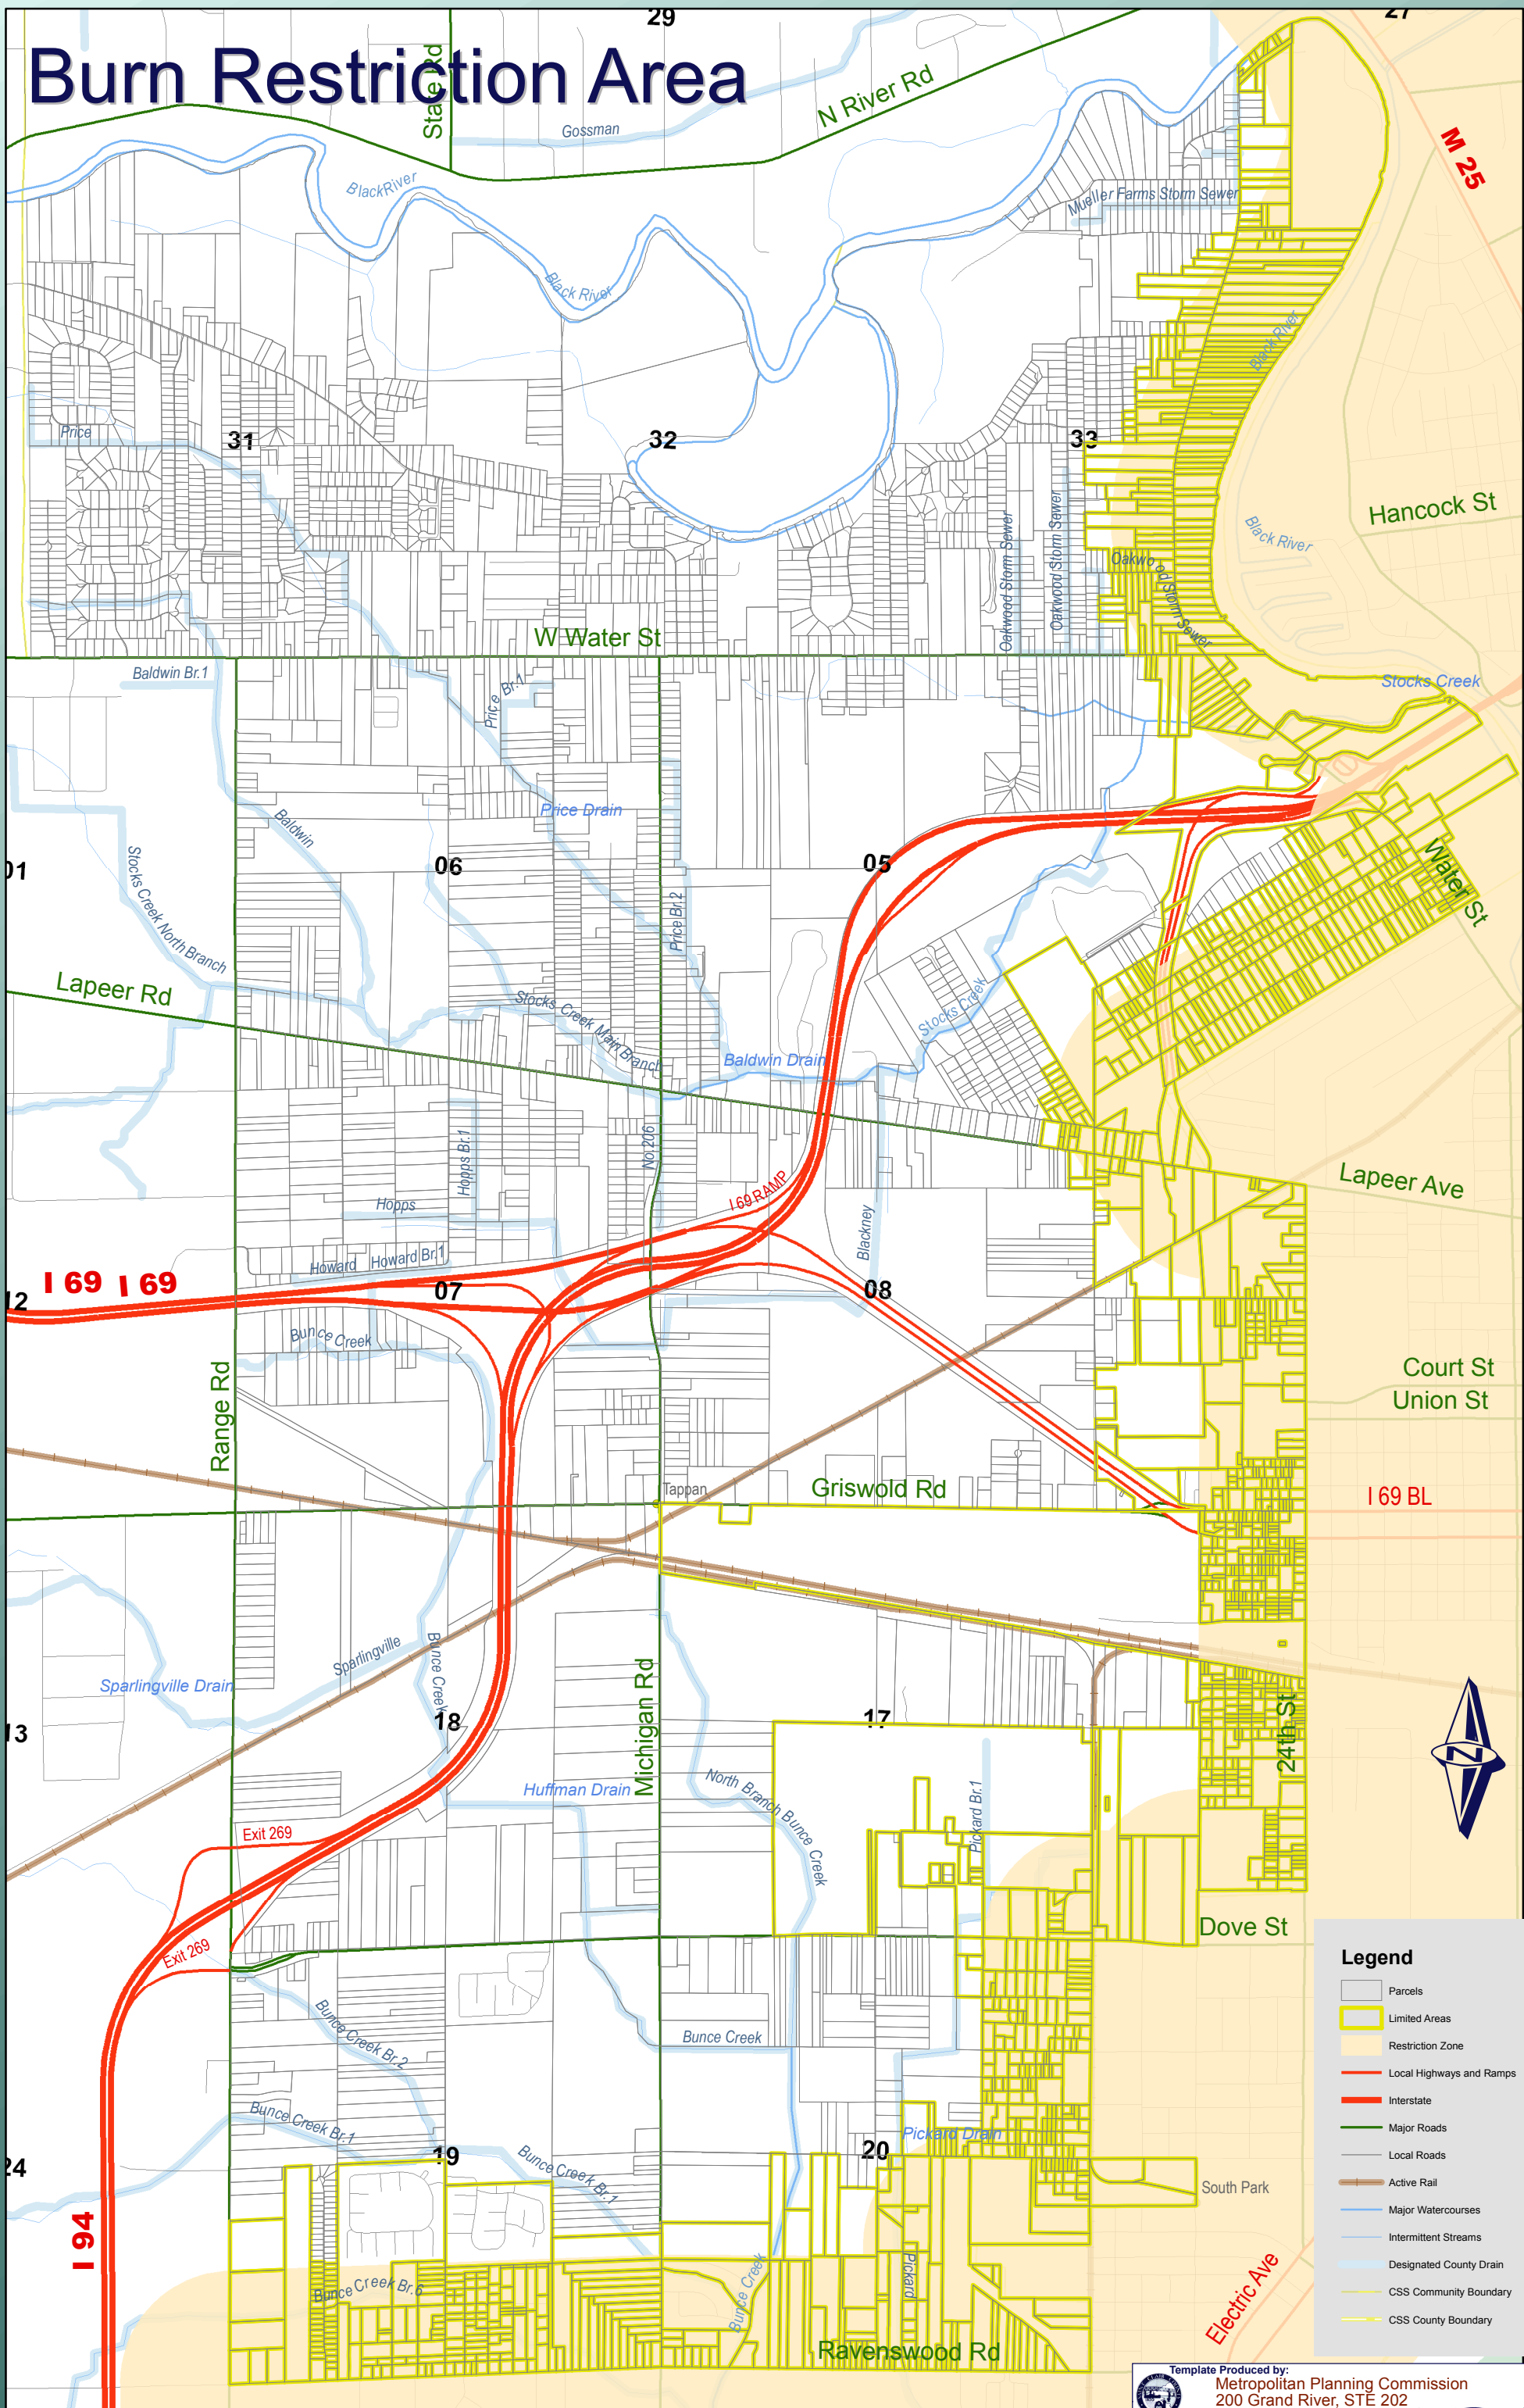 29
27
Burn Restriction Area
State Rd
N River Rd
Gossman
M 25
BlackRiver
Mueller Farms Storm Sewer
Black River
Black River
Price
31
32
33
Hancock St
Oakwood Storm Sewer
Oakwood Storm Sewer
Black River
Oakwood Storm Sewer
W Water St
Baldwin Br.1
Price Br.1
Stocks Creek
Price Drain
Baldwin
01
06
05
Water St
Stocks Creek North Branch
Price Br.2
Lapeer Rd
Stocks Creek Main Branch
Stocks Creek
Baldwin Drain
No.206
Hopps Br.1
Lapeer Ave
Hopps
I 69 RAMP
Blackney
Howard
Howard Br.1
I 69
I 69
12
07
08
Bunce Creek
Range Rd
Court St
Union St
Tappan
Griswold Rd
I 69 BL
Sparlingville
Bunce Creek
Sparlingville Drain
Michigan Rd
13
18
17
24th St
N
Huffman Drain
North Branch Bunce Creek
Pickard Br.1
Exit 269
Exit 269
Dove St
Bunce Creek Br.2
Bunce Creek
Bunce Creek Br.1
Pickard Drain
24
19
20
Bunce Creek Br.1
South Park
I 94
Bunce Creek Br.6
Bunce Creek
Pickard
Electric Ave
Ravenswood Rd
Legend
Parcels
Limited Areas
Restriction Zone
Local Highways and Ramps
Interstate
Major Roads
Local Roads
Active Rail
Major Watercourses
Intermittent Streams
Designated County Drain
CSS Community Boundary
CSS County Boundary
Template Produced by:
Metropolitan Planning Commission
200 Grand River, STE 202